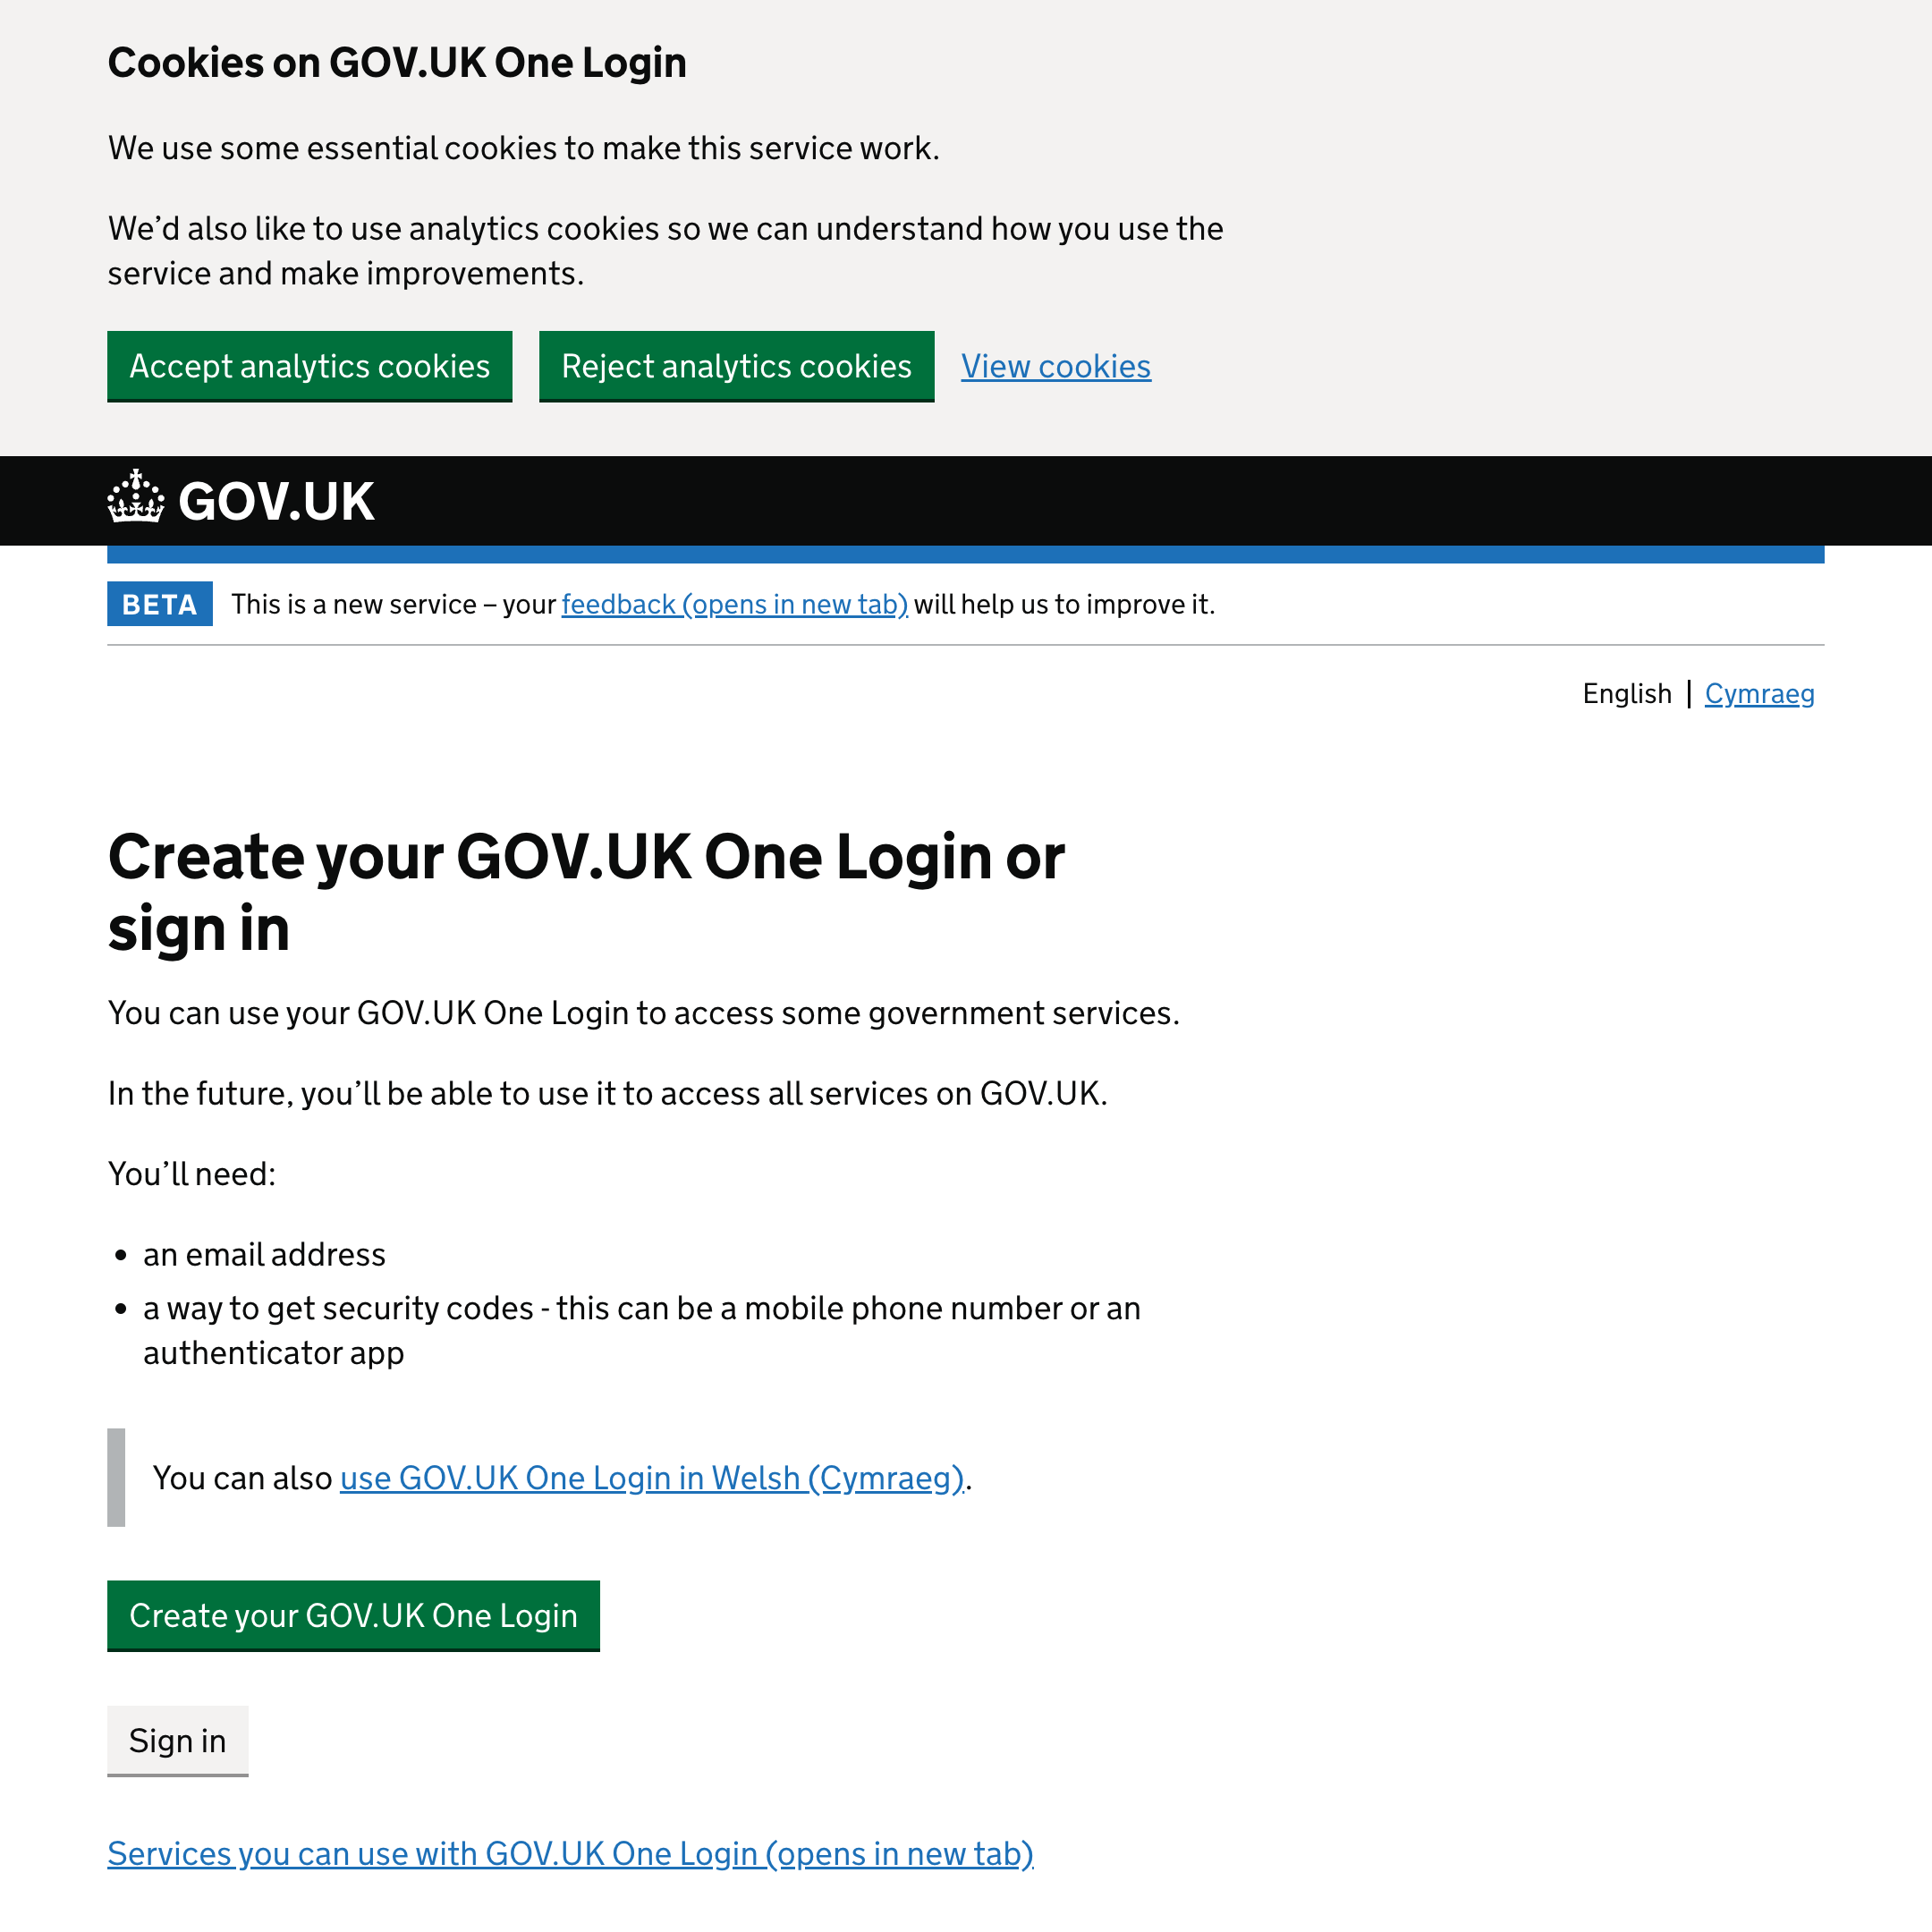 Cookies on GOV.UK One Login
We use some essential cookies to make this service work.
We’d also like to use analytics cookies so we can understand how you use the
service and make improvements.
Accept analytics cookies Reject analytics cookies View cookies
GOV.UK
BETA This is a new service – your feedback (opens in new tab) will help us to improve it.
English | Cymraeg
Create your GOV.UK One Login or
sign in
You can use your GOV.UK One Login to access some government services.
In the future, you’ll be able to use it to access all services on GOV.UK.
You’ll need:
• an email address
• a way to get security codes - this can be a mobile phone number or an
authenticator app
You can also use GOV.UK One Login in Welsh (Cymraeg).
Create your GOV.UK One Login
Sign in
Services you can use with GOV.UK One Login (opens in new tab)